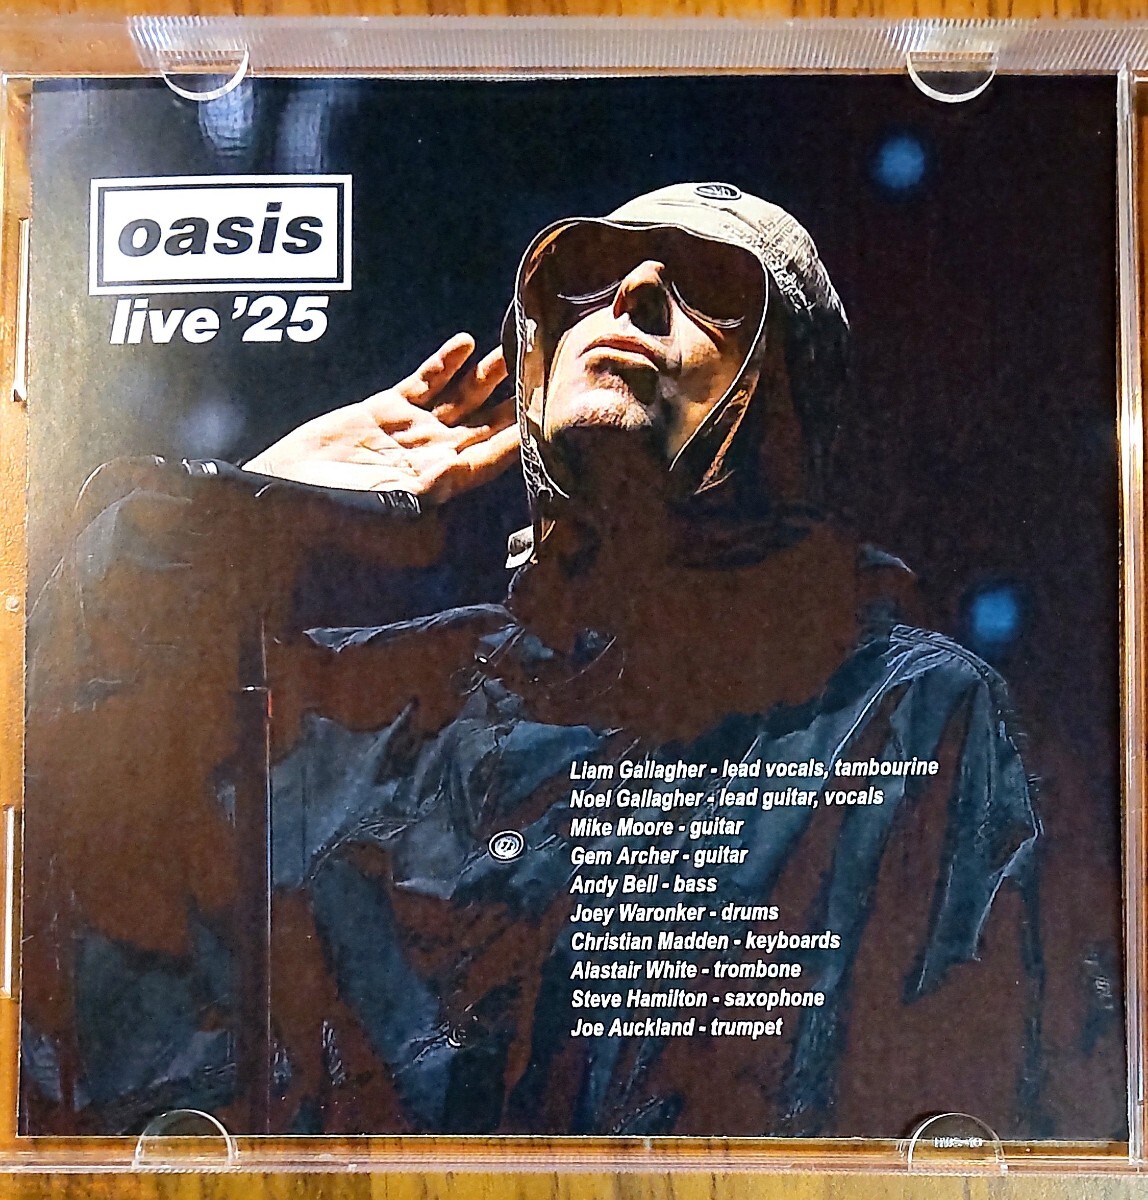 oasis
live '25
Liam Gallagher - lead vocals, tambourine
Noel Gallagher - lead guitar, vocals
Mike Moore - guitar
Gem Archer - guitar
Andy Bell - bass
Joey Waronker - drums
Christian Madden - keyboards
Alastair White - trombone
Steve Hamilton - saxophone
Joe Auckland - trumpet